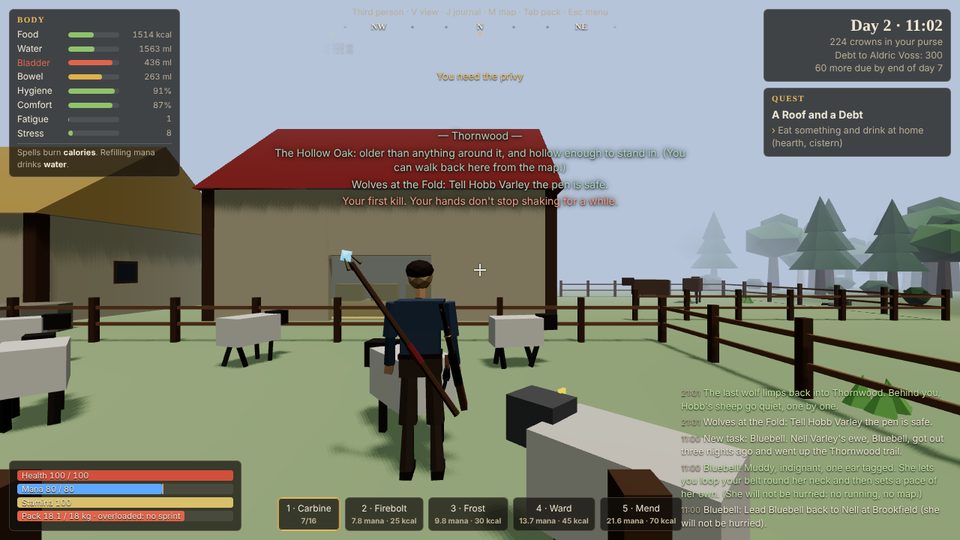 Third person · V view · J journal · M map · Tab pack · Esc menu
NW N NE
BODY
Food 1514 kcal
Water 1563 ml
Bladder 436 ml
Bowel 263 ml
Hygiene 91%
Comfort 87%
Fatigue 1
Stress 8
Spells burn calories. Refilling mana
drinks water.
You need the privy
Day 2 · 11:02
224 crowns in your purse
Debt to Aldric Voss: 300
60 more due by end of day 7
QUEST
A Roof and a Debt
› Eat something and drink at home
(hearth, cistern)
— Thornwood —
The Hollow Oak: older than anything around it, and hollow enough to stand in. (You
can walk back here from the map.)
Wolves at the Fold: Tell Hobb Varley the pen is safe.
Your first kill. Your hands don't stop shaking for a while.
The last wolf limps back into Thornwood. Behind you,
Hobb's sheep go quiet, one by one.
Wolves at the Fold: Tell Hobb Varley the pen is safe.
11:00 New task: Bluebell. Nell Varley's ewe, Bluebell, got out
three nights ago and went up the Thornwood trail.
11:00 Bluebell: Muddy, indignant, one ear tagged. She lets
you loop your belt round her neck and then sets a pace of
her own. (She will not be hurried: no running, no map.)
11:00 Bluebell: Lead Bluebell back to Nell at Brookfield (she
will not be hurried).
Health 100 / 100
Mana 80 / 80
Stamina 100
Pack 18.1 / 18 kg · overloaded: no sprint
1 · Carbine
7/16
2 · Firebolt
7.8 mana · 25 kcal
3 · Frost
9.8 mana · 30 kcal
4 · Ward
13.7 mana · 45 kcal
5 · Mend
21.6 mana · 70 kcal